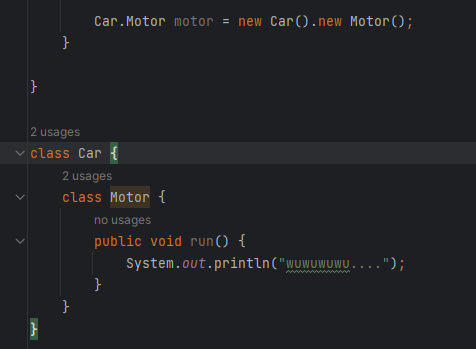 Car.Motor motor = new Car().new Motor();
}
}
2 usages
class Car {
2 usages
class Motor {
no usages
public void run() {
System.out.println("wuwuwuwu....");
}
}
}